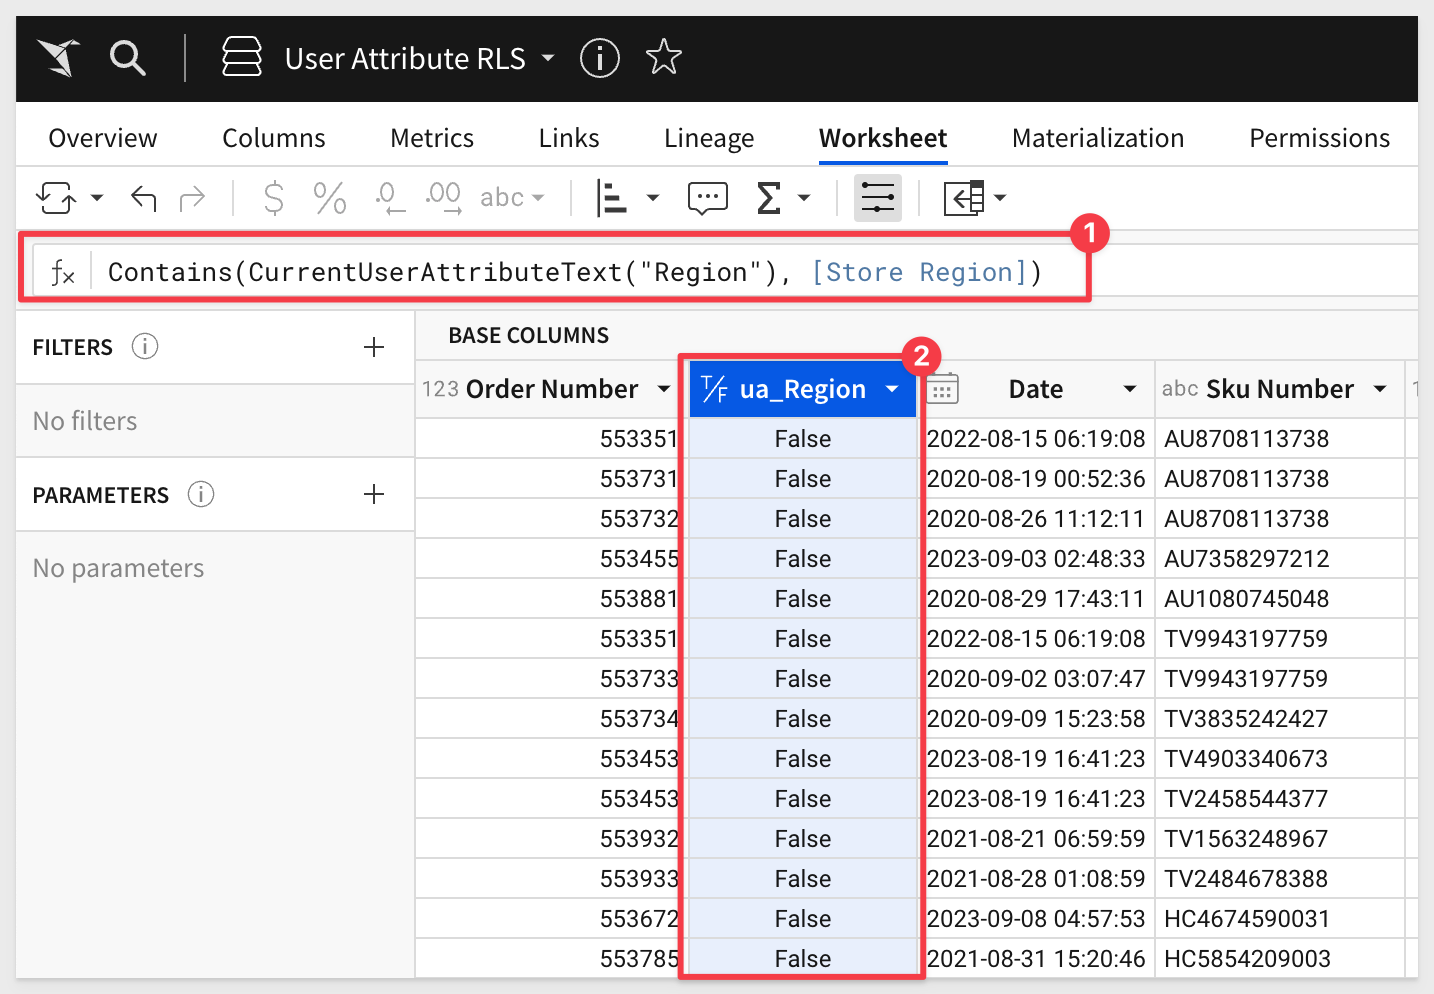 User Attribute RLS
Overview Columns Metrics Links Lineage Worksheet Materialization Permissions
$ % .0 .00 abc Σ
1
fx Contains(CurrentUserAttributeText("Region"), [Store Region])
FILTERS
No filters
PARAMETERS
No parameters
BASE COLUMNS
2
123 Order Number T/F ua_Region Date abc Sku Number
553351 False 2022-08-15 06:19:08 AU8708113738
553731 False 2020-08-19 00:52:36 AU8708113738
553732 False 2020-08-26 11:12:11 AU8708113738
553455 False 2023-09-03 02:48:33 AU7358297212
553881 False 2020-08-29 17:43:11 AU1080745048
553351 False 2022-08-15 06:19:08 TV9943197759
553733 False 2020-09-02 03:07:47 TV9943197759
553734 False 2020-09-09 15:23:58 TV3835242427
553453 False 2023-08-19 16:41:23 TV4903340673
553453 False 2023-08-19 16:41:23 TV2458544377
553932 False 2021-08-21 06:59:59 TV1563248967
553933 False 2021-08-28 01:08:59 TV2484678388
553672 False 2023-09-08 04:57:53 HC4674590031
553785 False 2021-08-31 15:20:46 HC5854209003